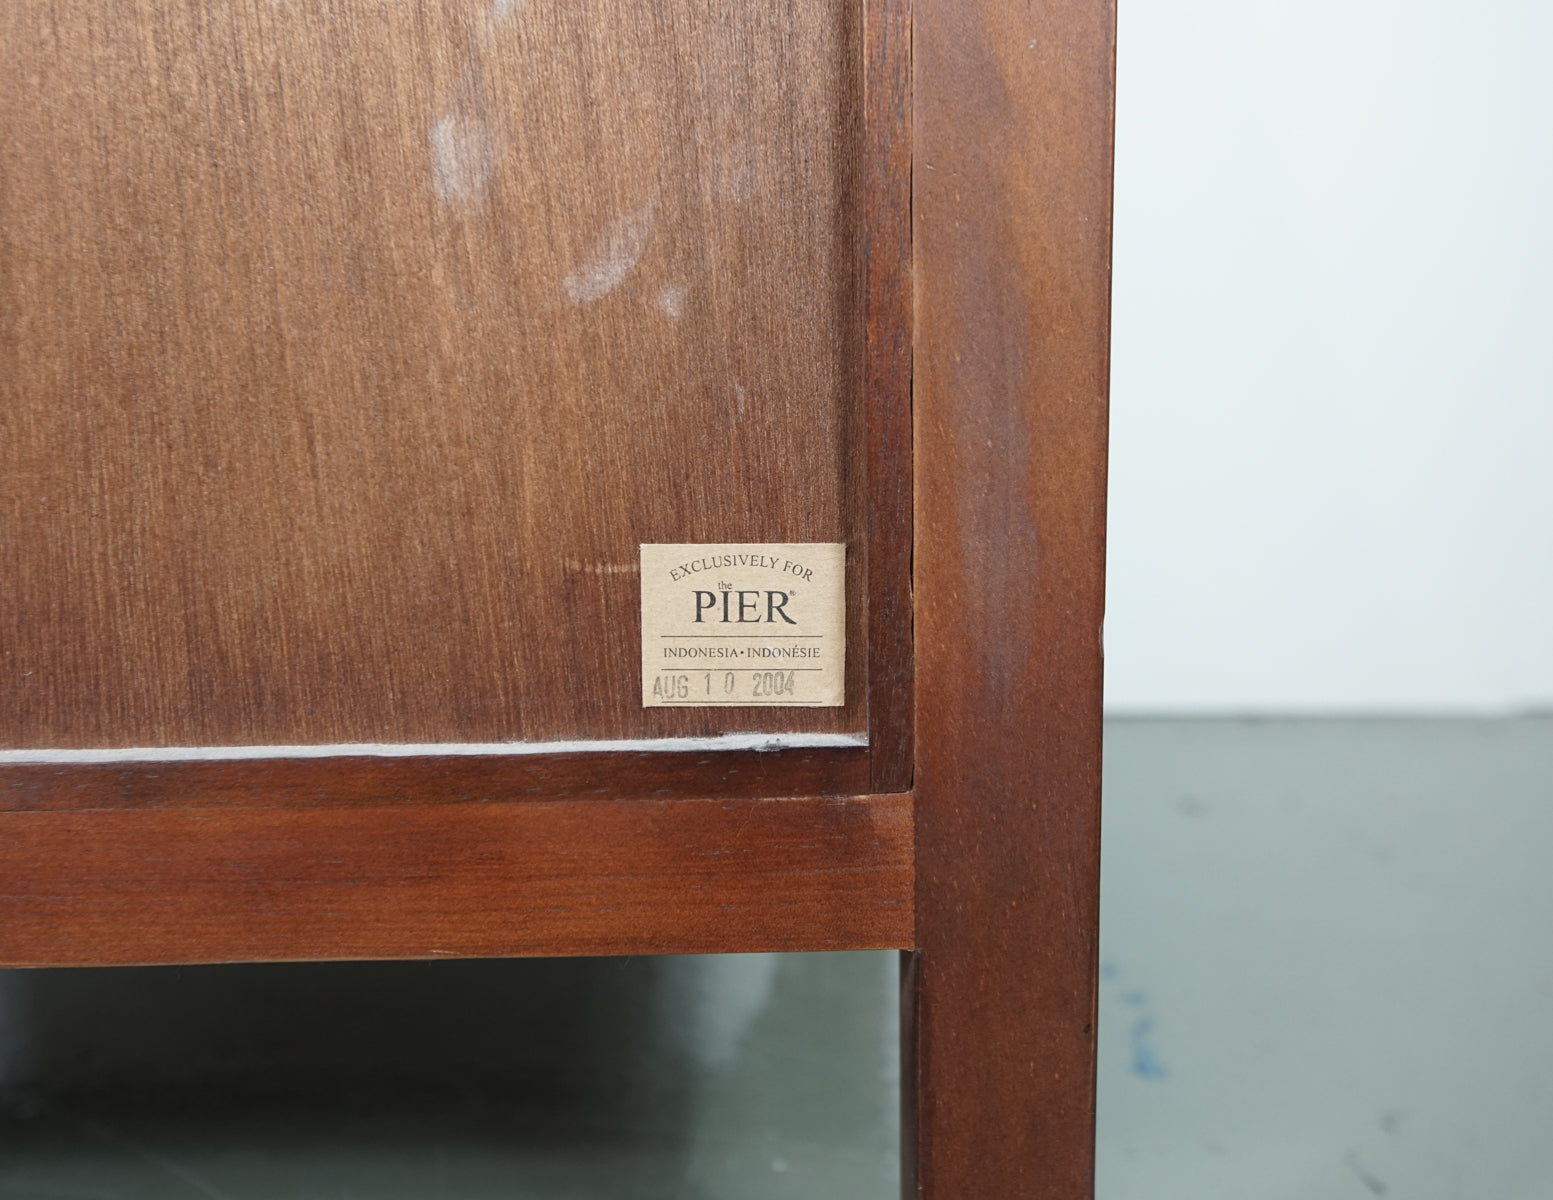 EXCLUSIVELY FOR
the
PIER®
INDONESIA • INDONÉSIE
AUG 10 2004